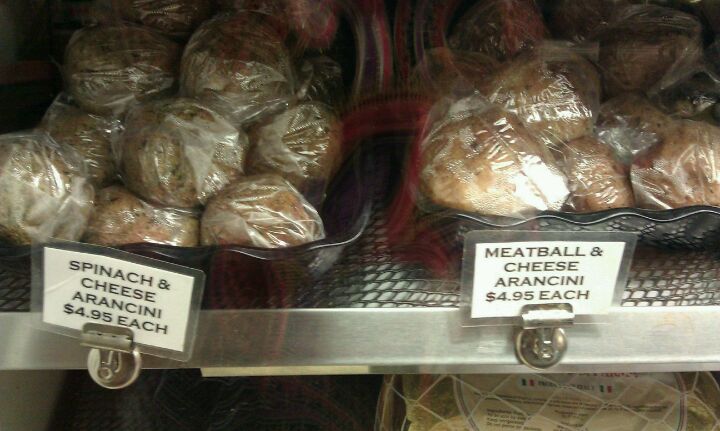 SPINACH &
CHEESE
ARANCINI
$4.95 EACH
MEATBALL &
CHEESE
ARANCINI
$4.95 EACH